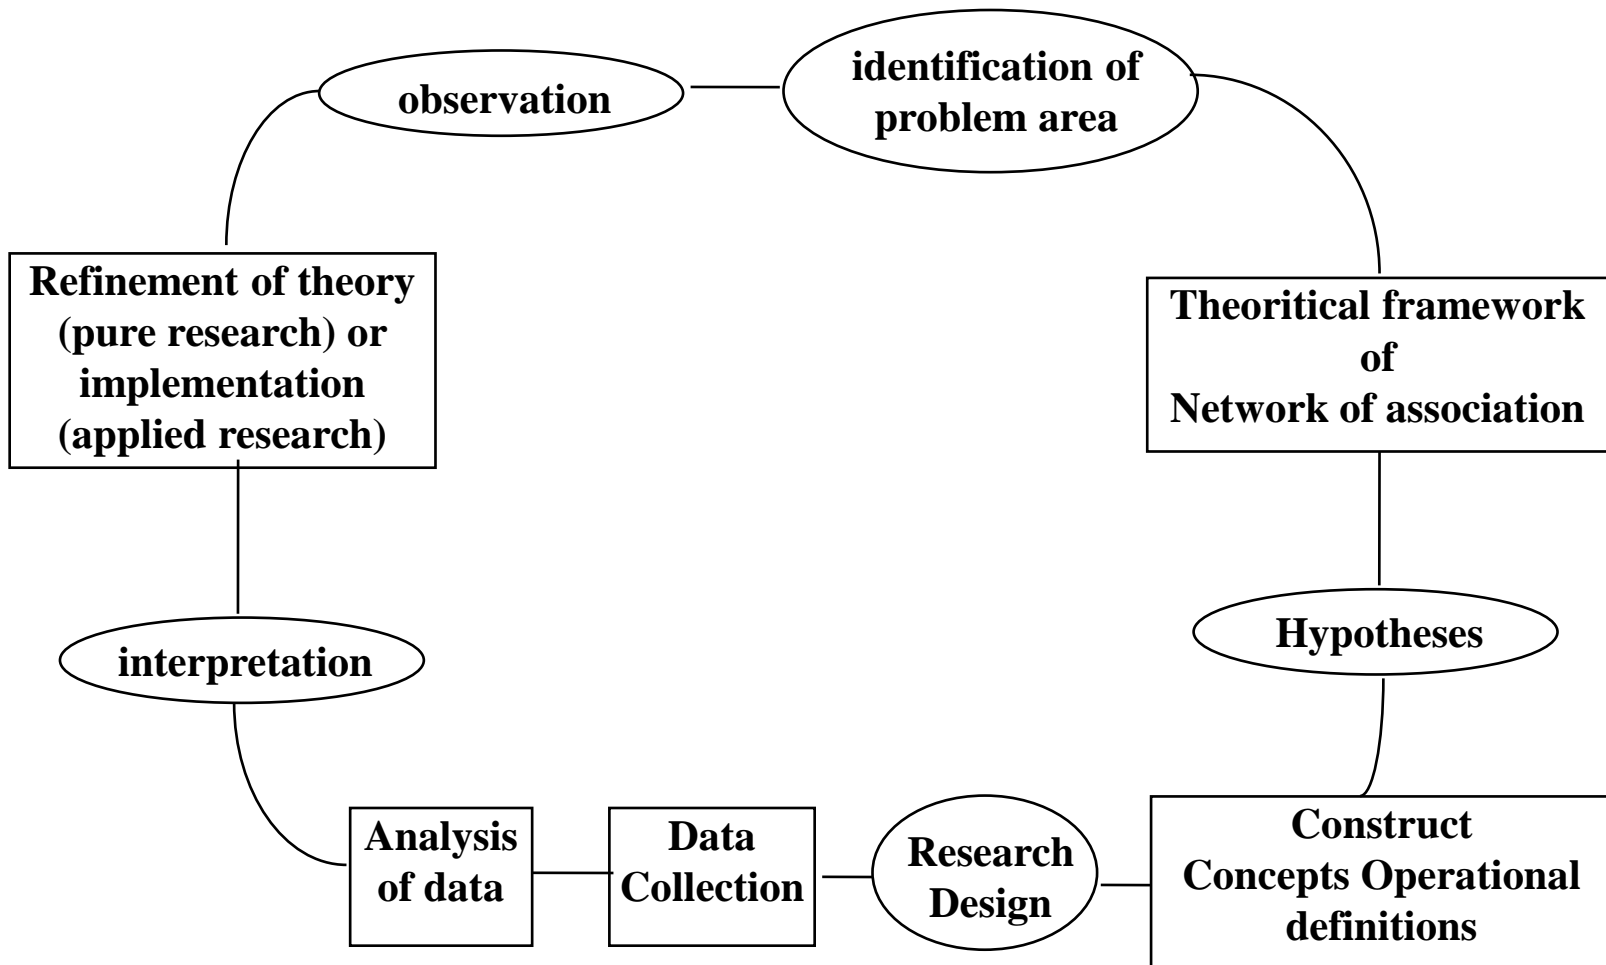 observation
identification of
problem area
Refinement of theory
(pure research) or
implementation
(applied research)
Theoritical framework
of
Network of association
interpretation
Hypotheses
Analysis
of data
Data
Collection
Research
Design
Construct
Concepts Operational
definitions